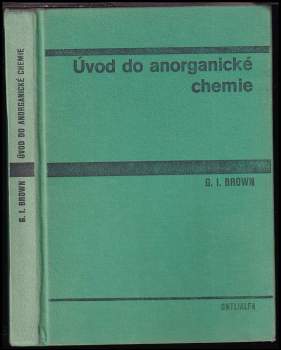 Úvod do anorganické
chemie
G. I. BROWN
SNTL/ALFA
G. I. BROWN ÚVOD DO ANORGANICKÉ CHEMIE